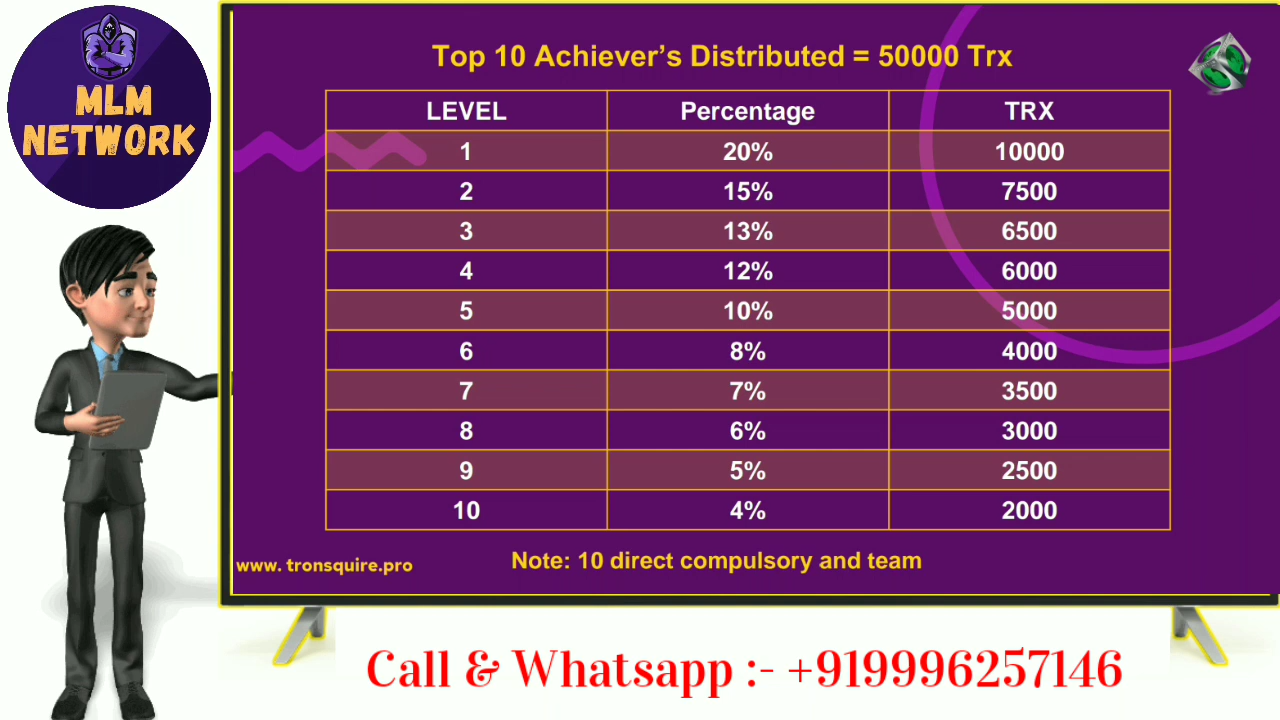 MLM
NETWORK
Top 10 Achiever’s Distributed = 50000 Trx
LEVEL Percentage TRX
1 20% 10000
2 15% 7500
3 13% 6500
4 12% 6000
5 10% 5000
6 8% 4000
7 7% 3500
8 6% 3000
9 5% 2500
10 4% 2000
www. tronsquire.pro
Note: 10 direct compulsory and team
Call & Whatsapp :- +919996257146